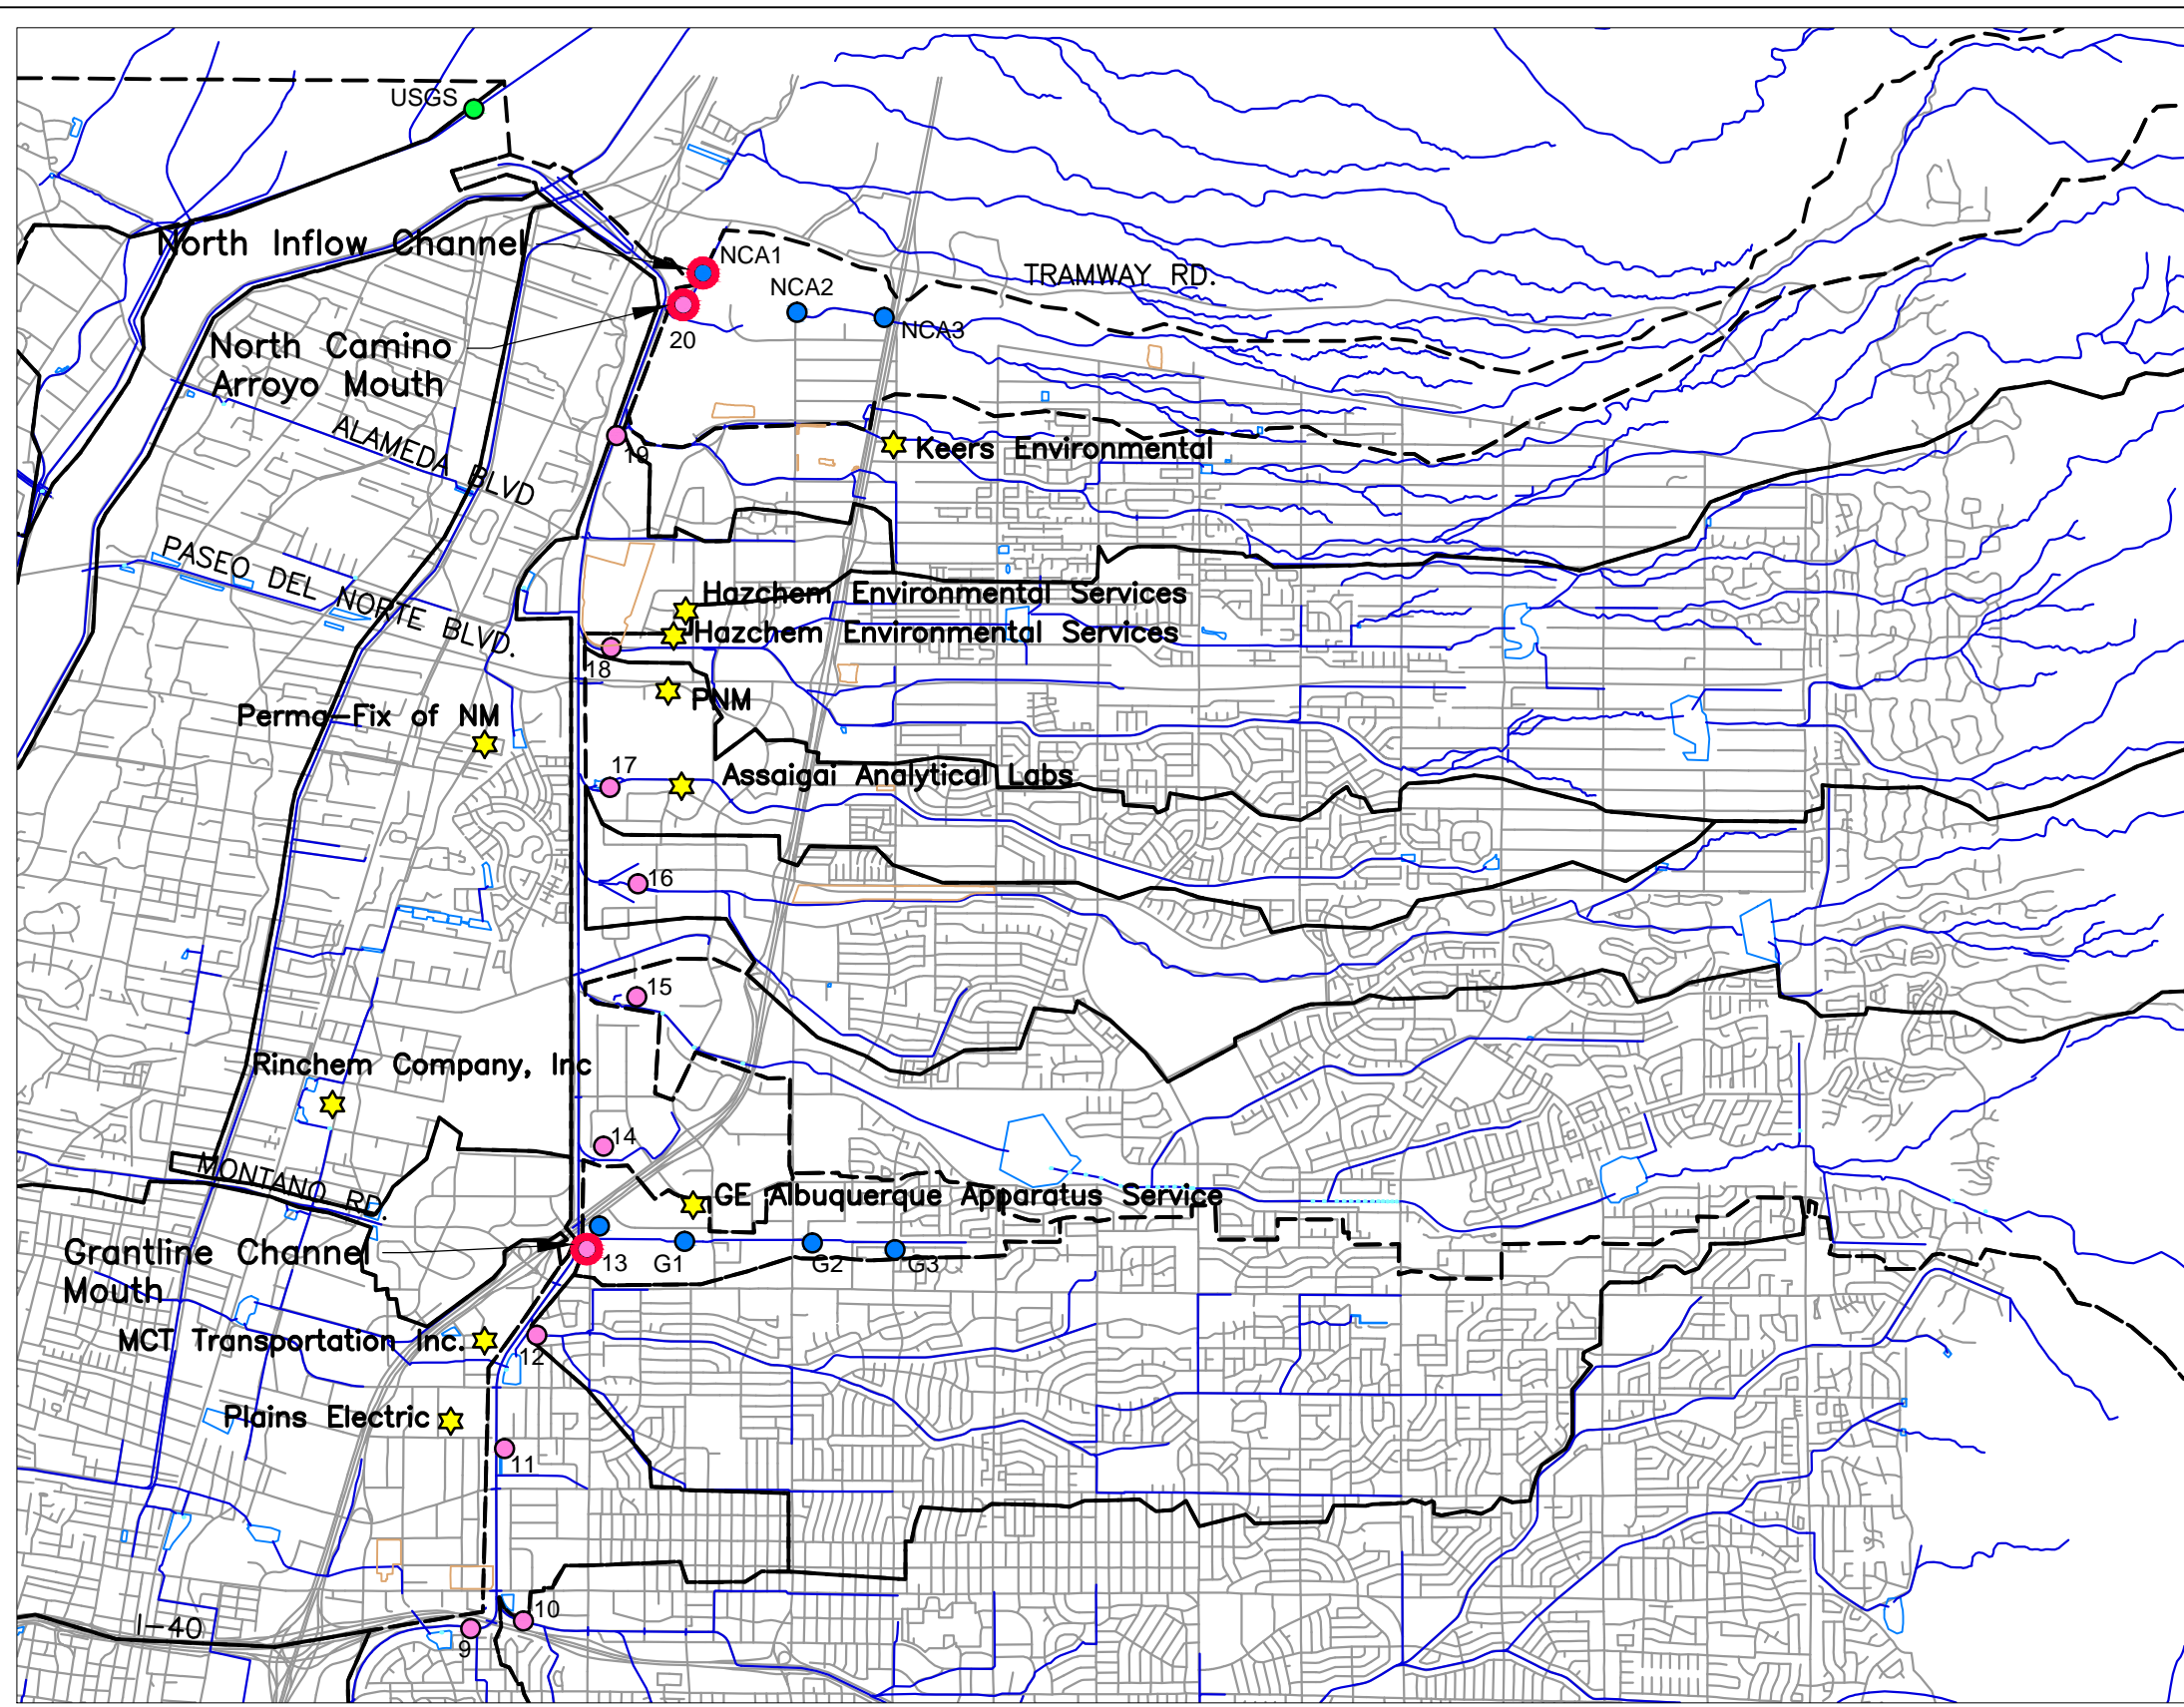 USGS
North Inflow Channel
NCA1
TRAMWAY RD.
NCA2
NCA3
20
North Camino
Arroyo Mouth
ALAMEDA BLVD
19
Keers Environmental
PASEO DEL NORTE BLVD.
Hazchem Environmental Services
Hazchem Environmental Services
18
PNM
Perma-Fix of NM
17
Assaigai Analytical Labs
16
15
Rinchem Company, Inc
14
MONTANO RD.
GE Albuquerque Apparatus Service
Grantline Channel
Mouth
13
G1
G2
G3
MCT Transportation Inc.
12
Plains Electric
11
10
I-40
9